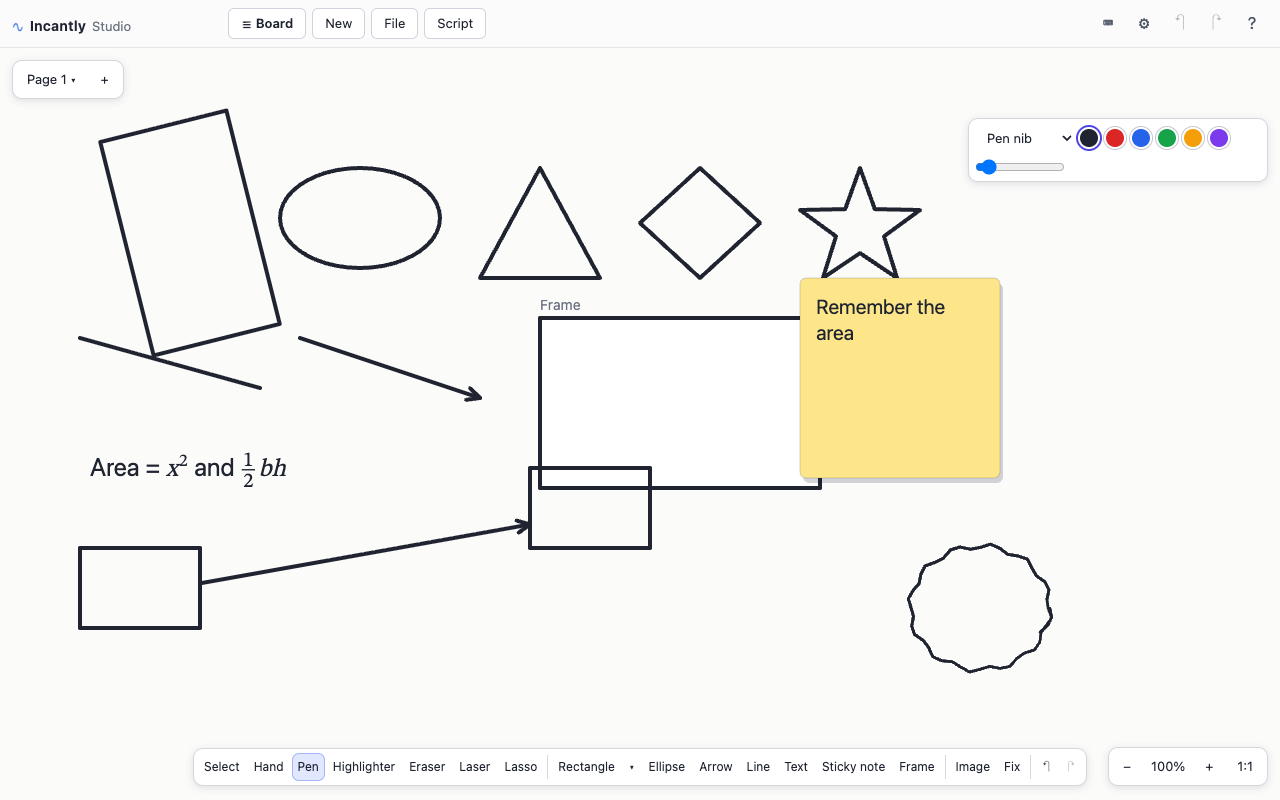 Incantly Studio
≡ Board New File Script
?
Page 1 +
Pen nib
Frame
Remember the
area
Area = x² and 1/2 bh
Select Hand Pen Highlighter Eraser Laser Lasso Rectangle Ellipse Arrow Line Text Sticky note Frame Image Fix
− 100% + 1:1